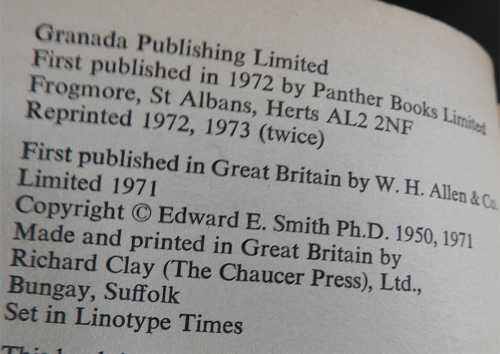 Granada Publishing Limited
First published in 1972 by Panther Books Limited
Frogmore, St Albans, Herts AL2 2NF
Reprinted 1972, 1973 (twice)
First published in Great Britain by W. H. Allen & Co.
Limited 1971
Copyright © Edward E. Smith Ph.D. 1950, 1971
Made and printed in Great Britain by
Richard Clay (The Chaucer Press), Ltd.,
Bungay, Suffolk
Set in Linotype Times